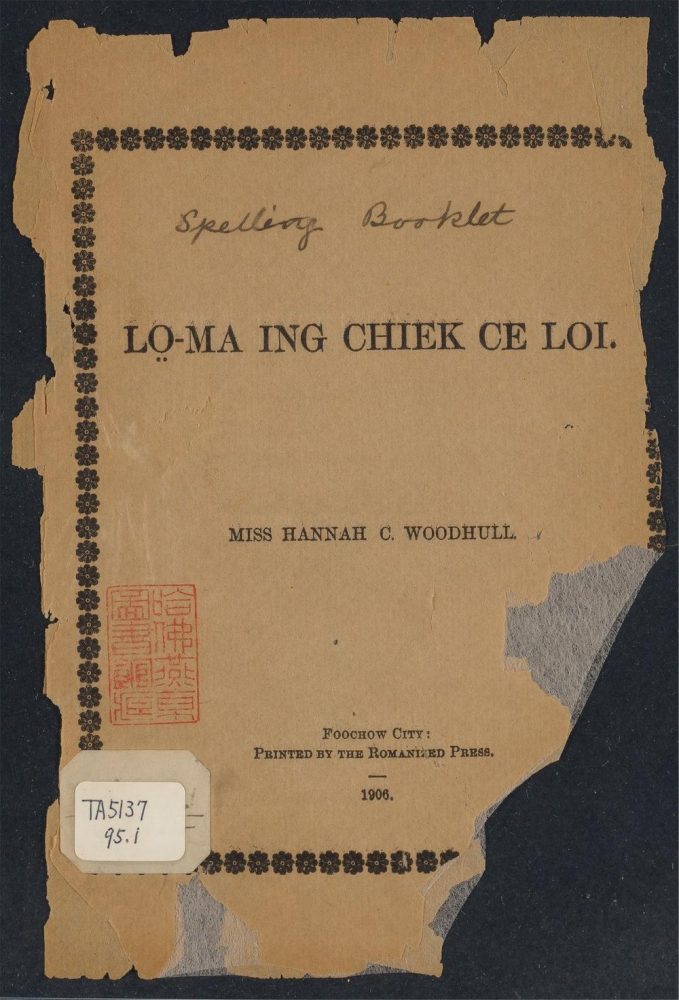 Spelling Booklet
LO̤-MA ING CHIEK CE LOI.
MISS HANNAH C. WOODHULL.
哈佛燕京
圖書館藏
FOOCHOW CITY:
PRINTED BY THE ROMANIZED PRESS.
1906.
TA5137
95.1